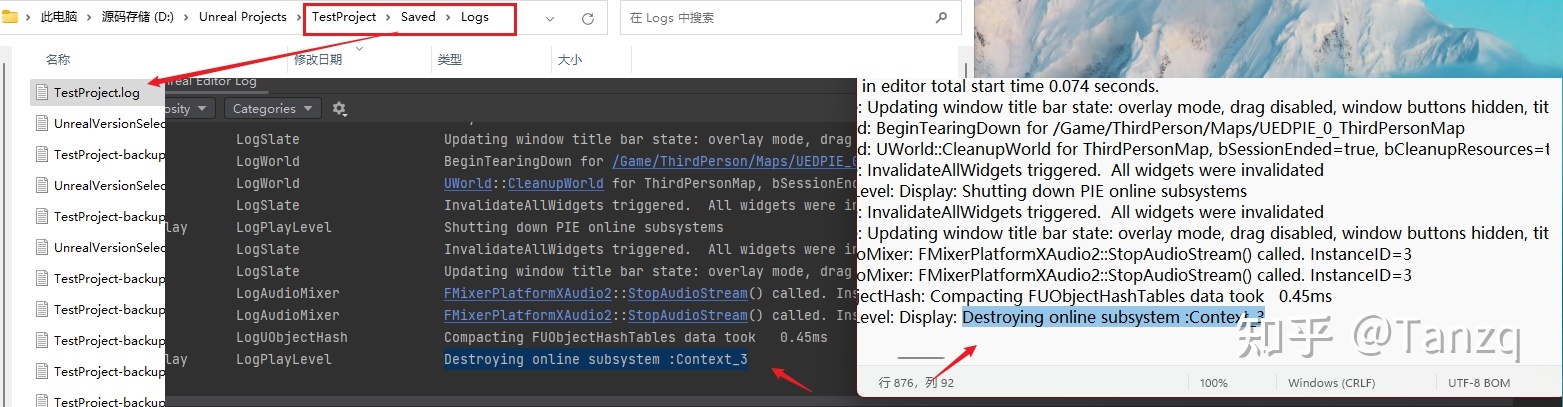 此电脑 › 源码存储 (D:) › Unreal Projects › TestProject › Saved › Logs
在 Logs 中搜索
名称 修改日期 类型 大小
TestProject.log
UnrealVersionSelec
TestProject-backup
UnrealVersionSelec
TestProject-backup
UnrealVersionSelec
TestProject-backup
TestProject-backup
TestProject-backup
TestProject-backup
TestProject-backup
nreal Editor Log
osity Categories
LogSlate Updating window title bar state: overlay mode, drag
LogWorld BeginTearingDown for /Game/ThirdPerson/Maps/UEDPIE_0
LogWorld UWorld::CleanupWorld for ThirdPersonMap, bSessionEnd
LogSlate InvalidateAllWidgets triggered.  All widgets were in
lay LogPlayLevel Shutting down PIE online subsystems
LogSlate InvalidateAllWidgets triggered.  All widgets were in
LogSlate Updating window title bar state: overlay mode, drag
LogAudioMixer FMixerPlatformXAudio2::StopAudioStream() called. Ins
LogAudioMixer FMixerPlatformXAudio2::StopAudioStream() called. Ins
LogUObjectHash Compacting FUObjectHashTables data took   0.45ms
lay LogPlayLevel Destroying online subsystem :Context_3
in editor total start time 0.074 seconds.
: Updating window title bar state: overlay mode, drag disabled, window buttons hidden, tit
d: BeginTearingDown for /Game/ThirdPerson/Maps/UEDPIE_0_ThirdPersonMap
d: UWorld::CleanupWorld for ThirdPersonMap, bSessionEnded=true, bCleanupResources=t
: InvalidateAllWidgets triggered.  All widgets were invalidated
evel: Display: Shutting down PIE online subsystems
: InvalidateAllWidgets triggered.  All widgets were invalidated
: Updating window title bar state: overlay mode, drag disabled, window buttons hidden, tit
oMixer: FMixerPlatformXAudio2::StopAudioStream() called. InstanceID=3
oMixer: FMixerPlatformXAudio2::StopAudioStream() called. InstanceID=3
jectHash: Compacting FUObjectHashTables data took   0.45ms
evel: Display: Destroying online subsystem :Context_3
知乎 @Tanzq
行 876，列 92 100% Windows (CRLF) UTF-8 BOM